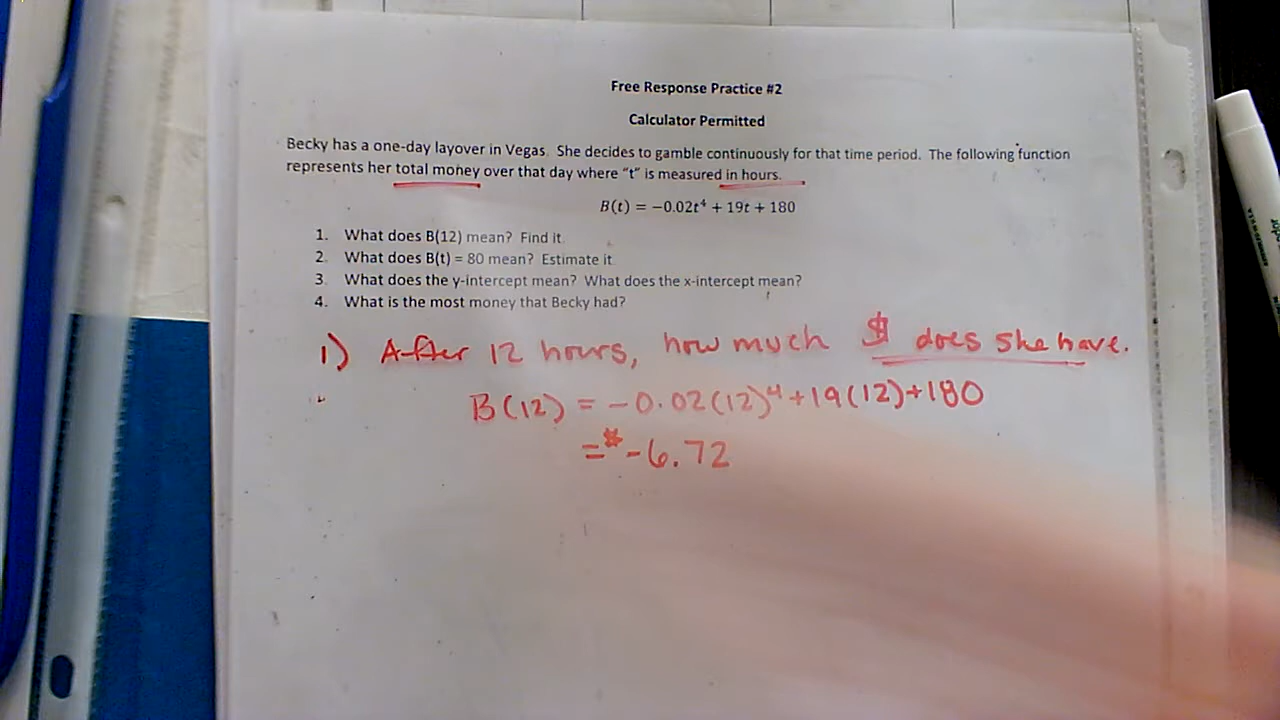 Free Response Practice #2
Calculator Permitted
Becky has a one-day layover in Vegas. She decides to gamble continuously for that time period. The following function
represents her total money over that day where "t" is measured in hours.
B(t) = −0.02t⁴ + 19t + 180
1. What does B(12) mean? Find it.
2. What does B(t) = 80 mean? Estimate it
3. What does the y-intercept mean? What does the x-intercept mean?
4. What is the most money that Becky had?
1) After 12 hours, how much $ does she have.
B(12) = -0.02(12)⁴+19(12)+180
=$-6.72